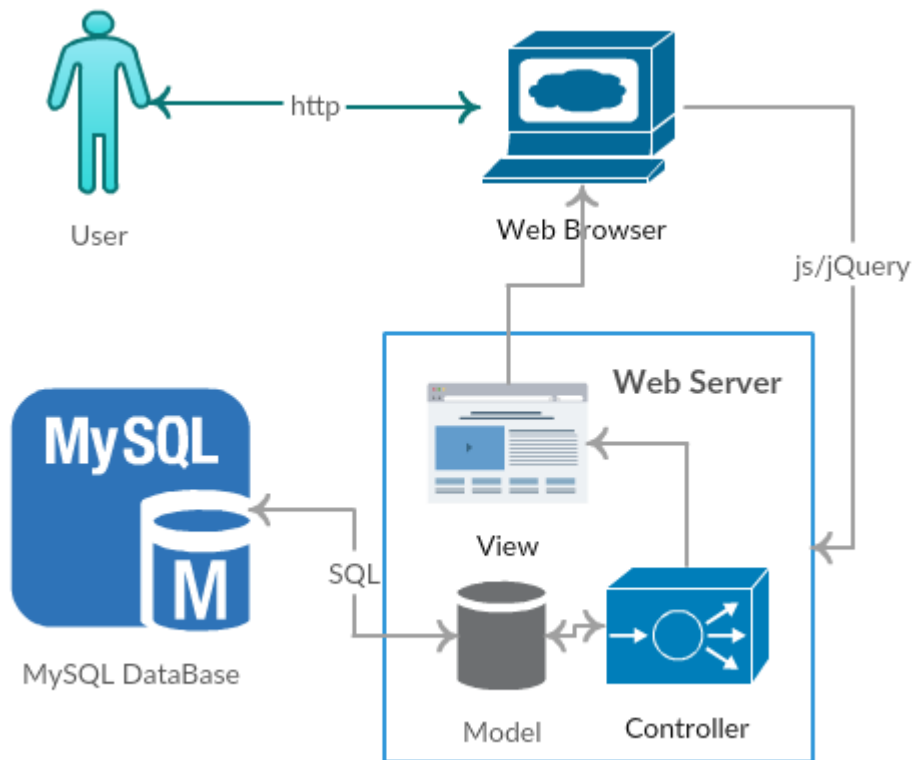 http
User
Web Browser
js/jQuery
Web Server
MySQL
M
View
SQL
MySQL DataBase
Model
Controller